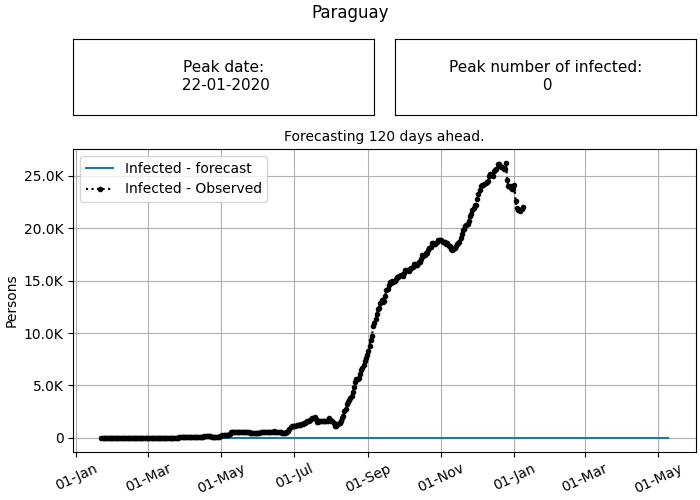 Paraguay
Peak date:
22-01-2020
Peak number of infected:
0
Forecasting 120 days ahead.
Infected - forecast
Infected - Observed
25.0K
20.0K
15.0K
10.0K
5.0K
0
Persons
01-Jan
01-Mar
01-May
01-Jul
01-Sep
01-Nov
01-Jan
01-Mar
01-May